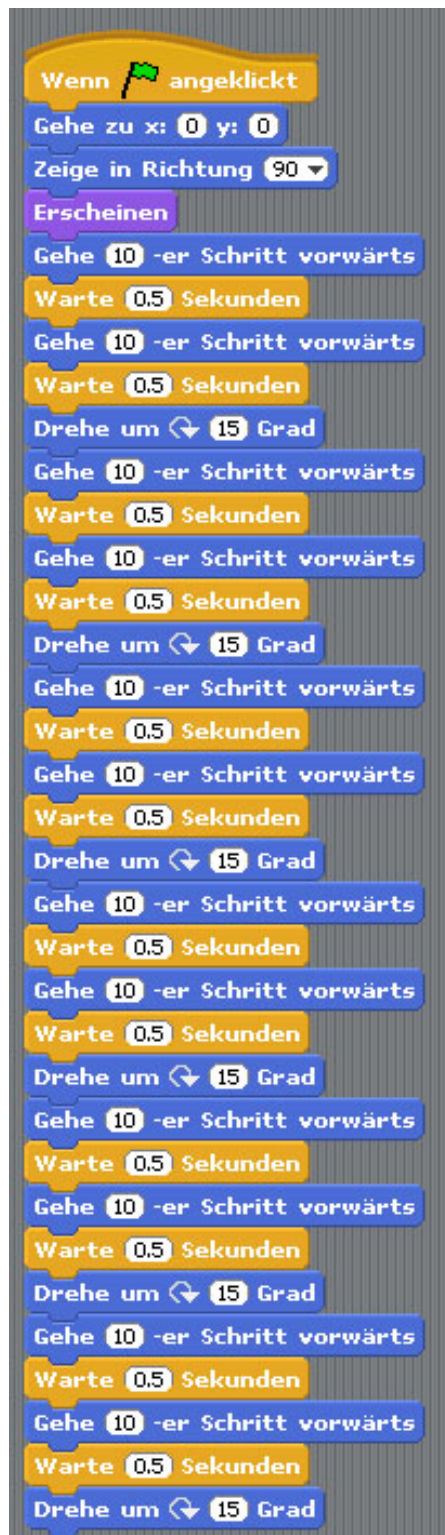 Wenn angeklickt
Gehe zu x: 0 y: 0
Zeige in Richtung 90
Erscheinen
Gehe 10 -er Schritt vorwärts
Warte 0.5 Sekunden
Gehe 10 -er Schritt vorwärts
Warte 0.5 Sekunden
Drehe um 15 Grad
Gehe 10 -er Schritt vorwärts
Warte 0.5 Sekunden
Gehe 10 -er Schritt vorwärts
Warte 0.5 Sekunden
Drehe um 15 Grad
Gehe 10 -er Schritt vorwärts
Warte 0.5 Sekunden
Gehe 10 -er Schritt vorwärts
Warte 0.5 Sekunden
Drehe um 15 Grad
Gehe 10 -er Schritt vorwärts
Warte 0.5 Sekunden
Gehe 10 -er Schritt vorwärts
Warte 0.5 Sekunden
Drehe um 15 Grad
Gehe 10 -er Schritt vorwärts
Warte 0.5 Sekunden
Gehe 10 -er Schritt vorwärts
Warte 0.5 Sekunden
Drehe um 15 Grad
Gehe 10 -er Schritt vorwärts
Warte 0.5 Sekunden
Gehe 10 -er Schritt vorwärts
Warte 0.5 Sekunden
Drehe um 15 Grad